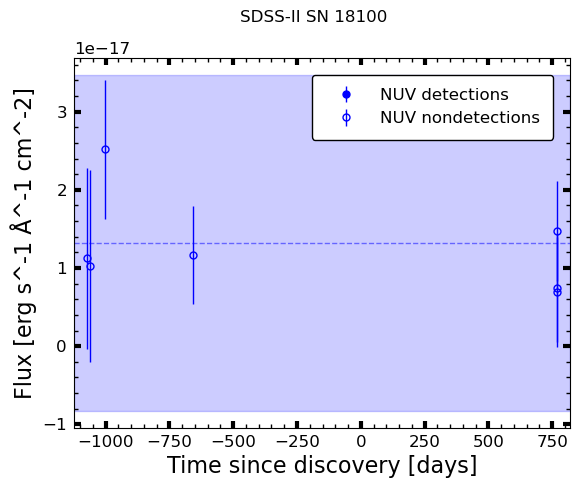 SDSS-II SN 18100
1e−17
NUV detections
NUV nondetections
3
2
1
0
−1
Flux [erg s^-1 Å^-1 cm^-2]
−1000 −750 −500 −250 0 250 500 750
Time since discovery [days]